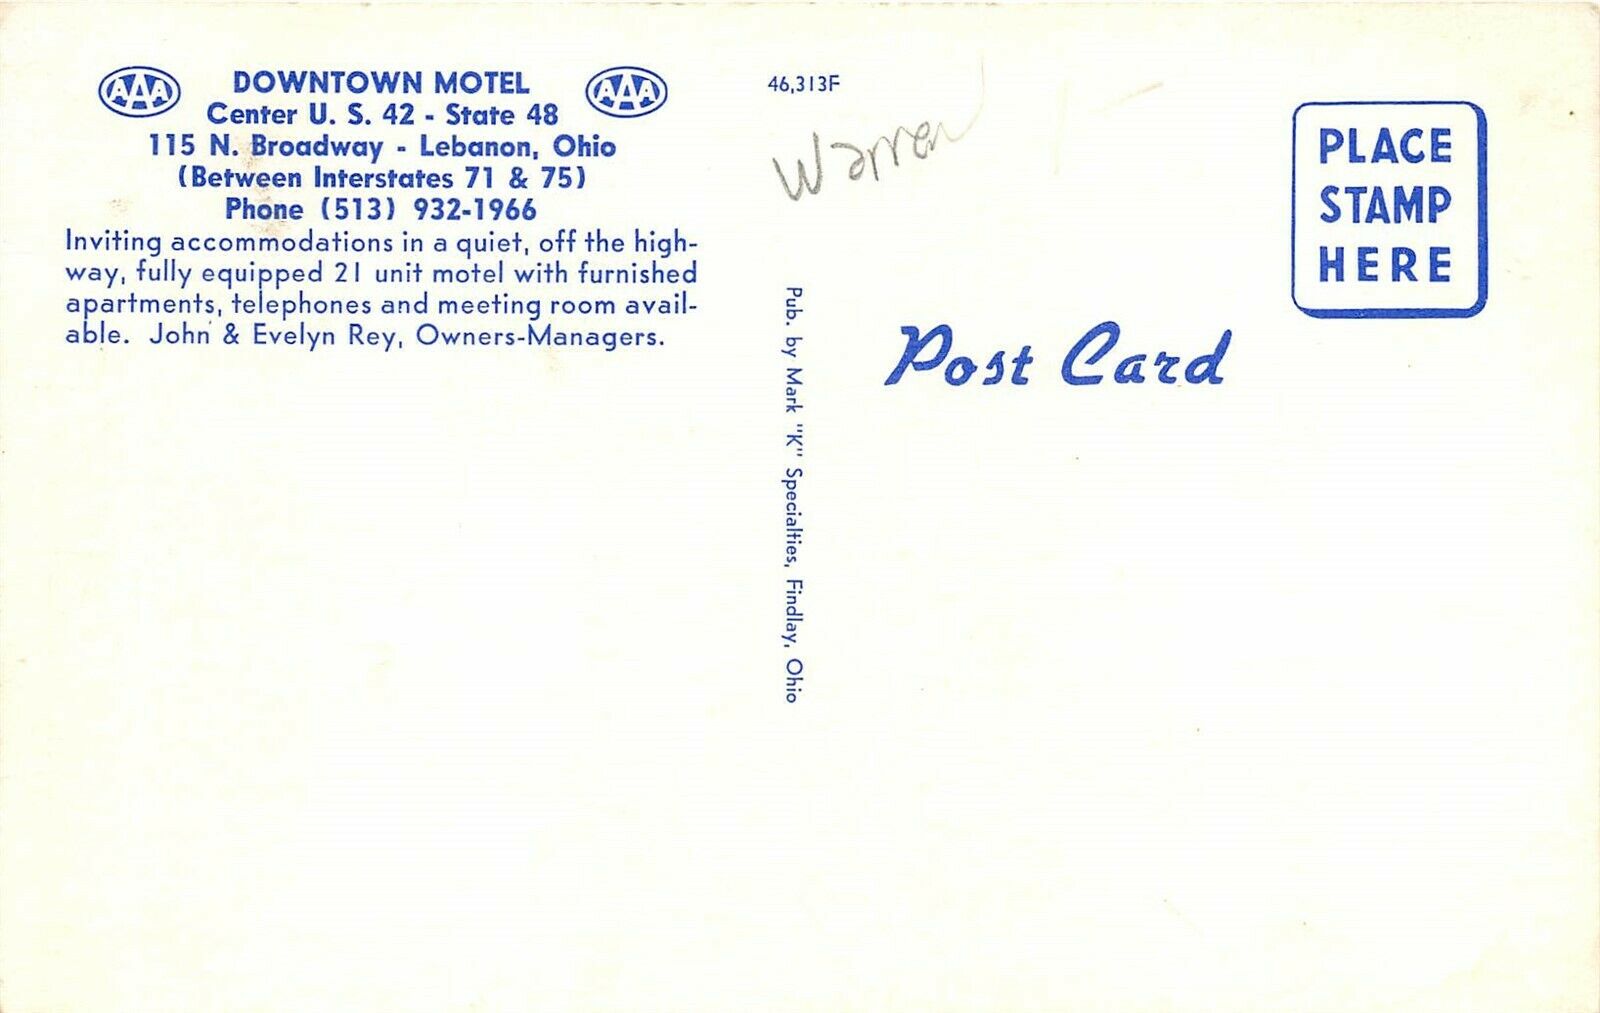 AAA
DOWNTOWN MOTEL
AAA
Center U. S. 42 - State 48
115 N. Broadway - Lebanon, Ohio
(Between Interstates 71 & 75)
Phone (513) 932-1966
Inviting accommodations in a quiet, off the high-
way, fully equipped 21 unit motel with furnished
apartments, telephones and meeting room avail-
able. John & Evelyn Rey, Owners-Managers.
46,313F
Warren
Pub. by Mark "K" Specialties, Findlay, Ohio
PLACE
STAMP
HERE
Post Card